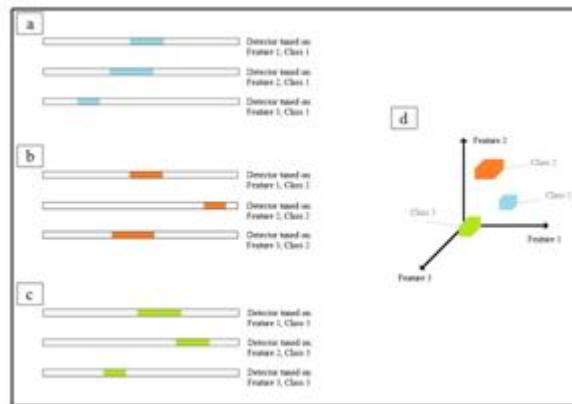 a
Detector tuned on
Feature 1, Class 1
Detector tuned on
Feature 2, Class 1
Detector tuned on
Feature 3, Class 1
b
Detector tuned on
Feature 1, Class 2
Detector tuned on
Feature 2, Class 2
Detector tuned on
Feature 3, Class 2
c
Detector tuned on
Feature 1, Class 3
Detector tuned on
Feature 2, Class 3
Detector tuned on
Feature 3, Class 3
d
Feature 2
Class 2
Class 1
Class 3
Feature 1
Feature 3